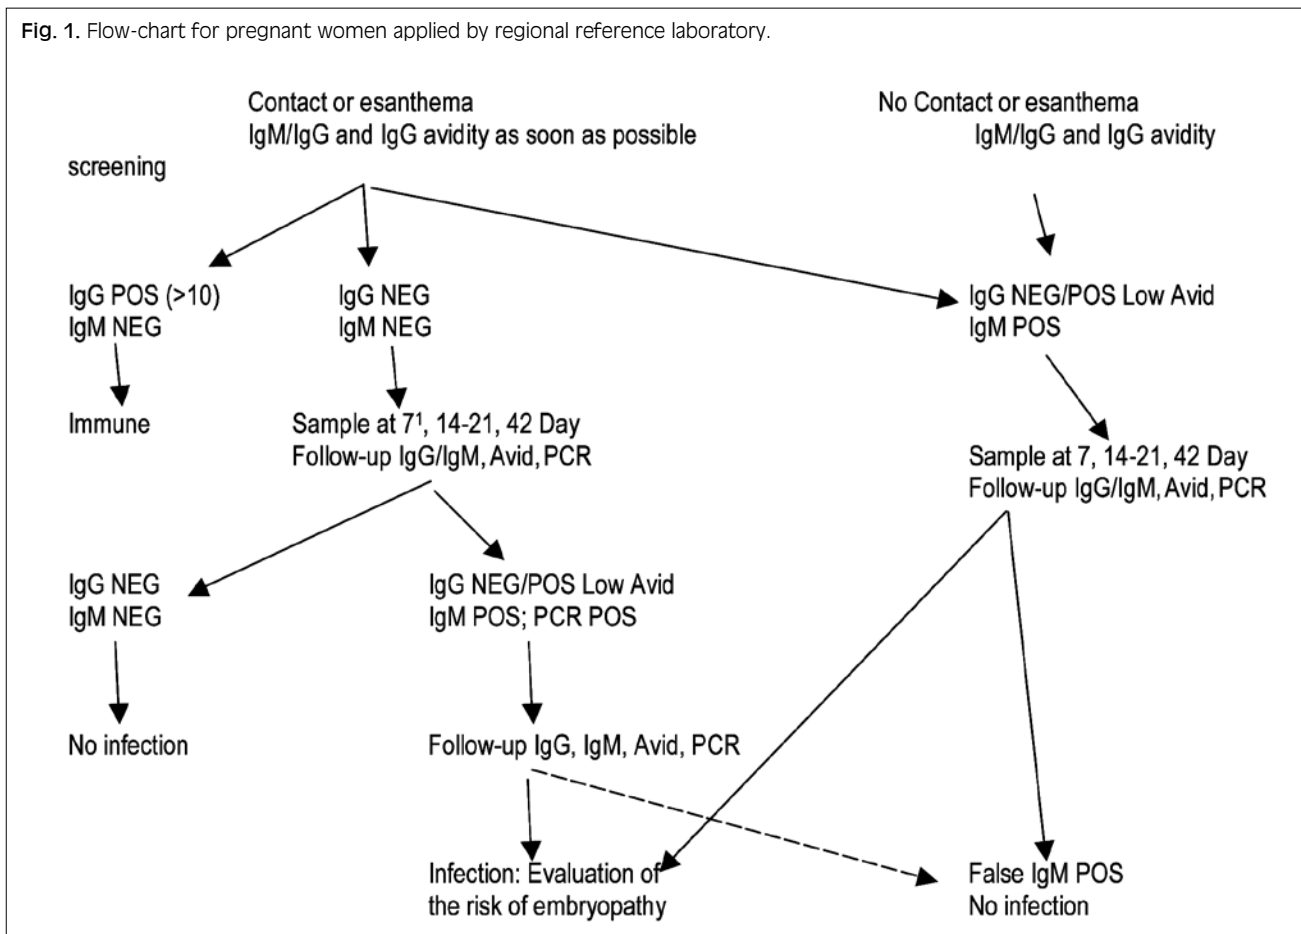 Fig. 1. Flow-chart for pregnant women applied by regional reference laboratory.
Contact or esanthema
IgM/IgG and IgG avidity as soon as possible
No Contact or esanthema
IgM/IgG and IgG avidity
screening
IgG POS (>10)
IgM NEG
IgG NEG
IgM NEG
IgG NEG/POS Low Avid
IgM POS
Immune
Sample at 7¹, 14-21, 42 Day
Follow-up IgG/IgM, Avid, PCR
Sample at 7, 14-21, 42 Day
Follow-up IgG/IgM, Avid, PCR
IgG NEG
IgM NEG
IgG NEG/POS Low Avid
IgM POS; PCR POS
No infection
Follow-up IgG, IgM, Avid, PCR
Infection: Evaluation of
the risk of embryopathy
False IgM POS
No infection